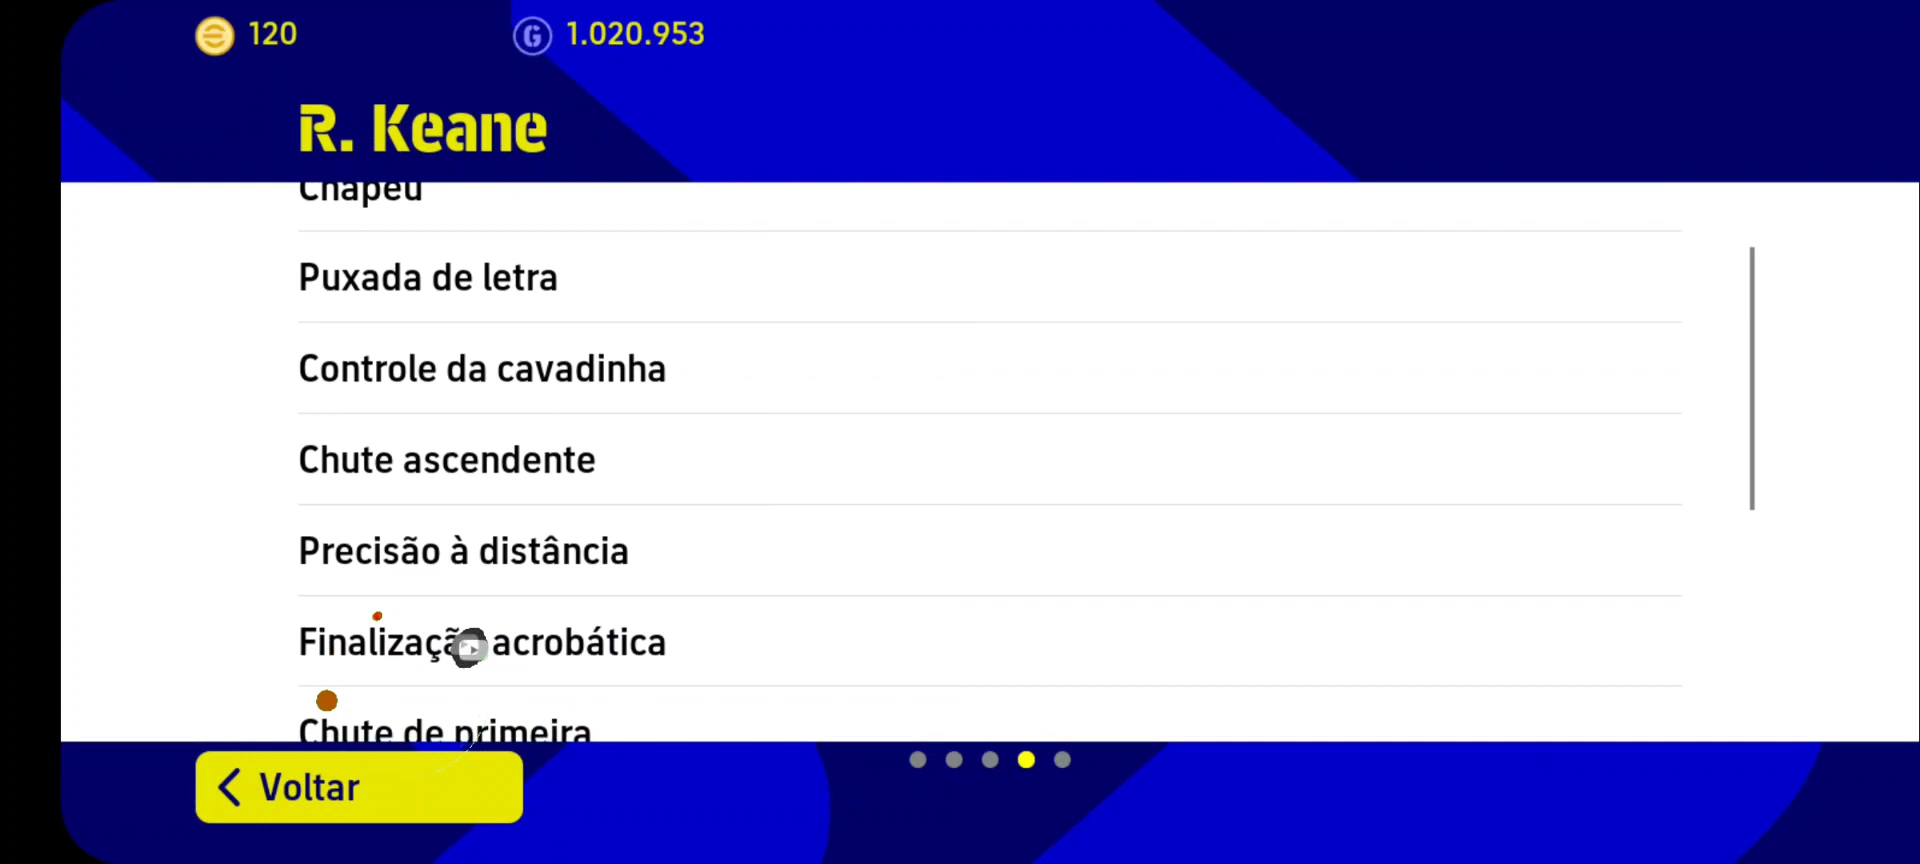 120
1.020.953
R. Keane
Chapéu
Puxada de letra
Controle da cavadinha
Chute ascendente
Precisão à distância
Finalização acrobática
Chute de primeira
Voltar